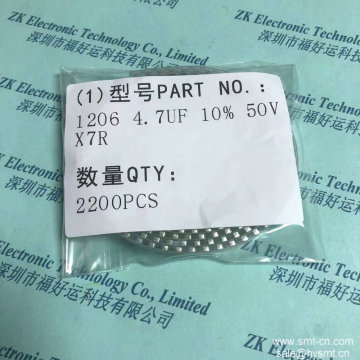 ZK Electronic Technology Co., Limited
深圳市福好运科技有限公司
(1)型号PART NO.:
1206 4.7UF 10% 50V
X7R
数量QTY:
2200PCS
ZK Electronic Technology Co., Limited
深圳市福好运科技有限公司
www.smt-cn.com
sale@hysmt.cn